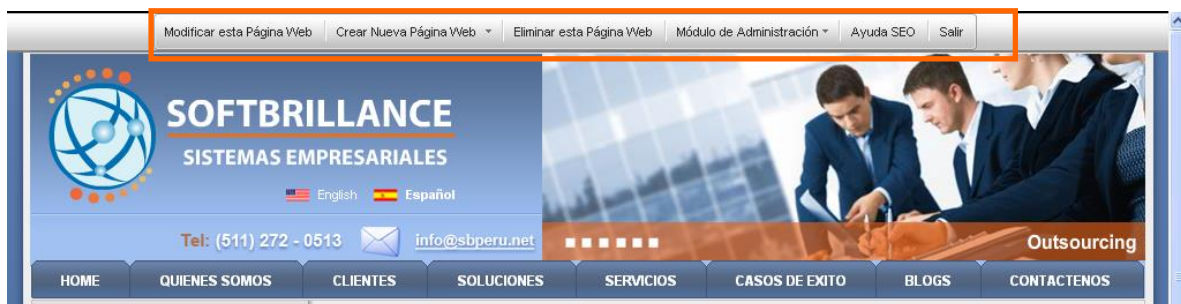 Modificar esta Página Web Crear Nueva Página Web Eliminar esta Página Web Módulo de Administración Ayuda SEO Salir
SOFTBRILLANCE
SISTEMAS EMPRESARIALES
English Español
Tel: (511) 272 - 0513 info@sbperu.net
Outsourcing
HOME QUIENES SOMOS CLIENTES SOLUCIONES SERVICIOS CASOS DE EXITO BLOGS CONTACTENOS